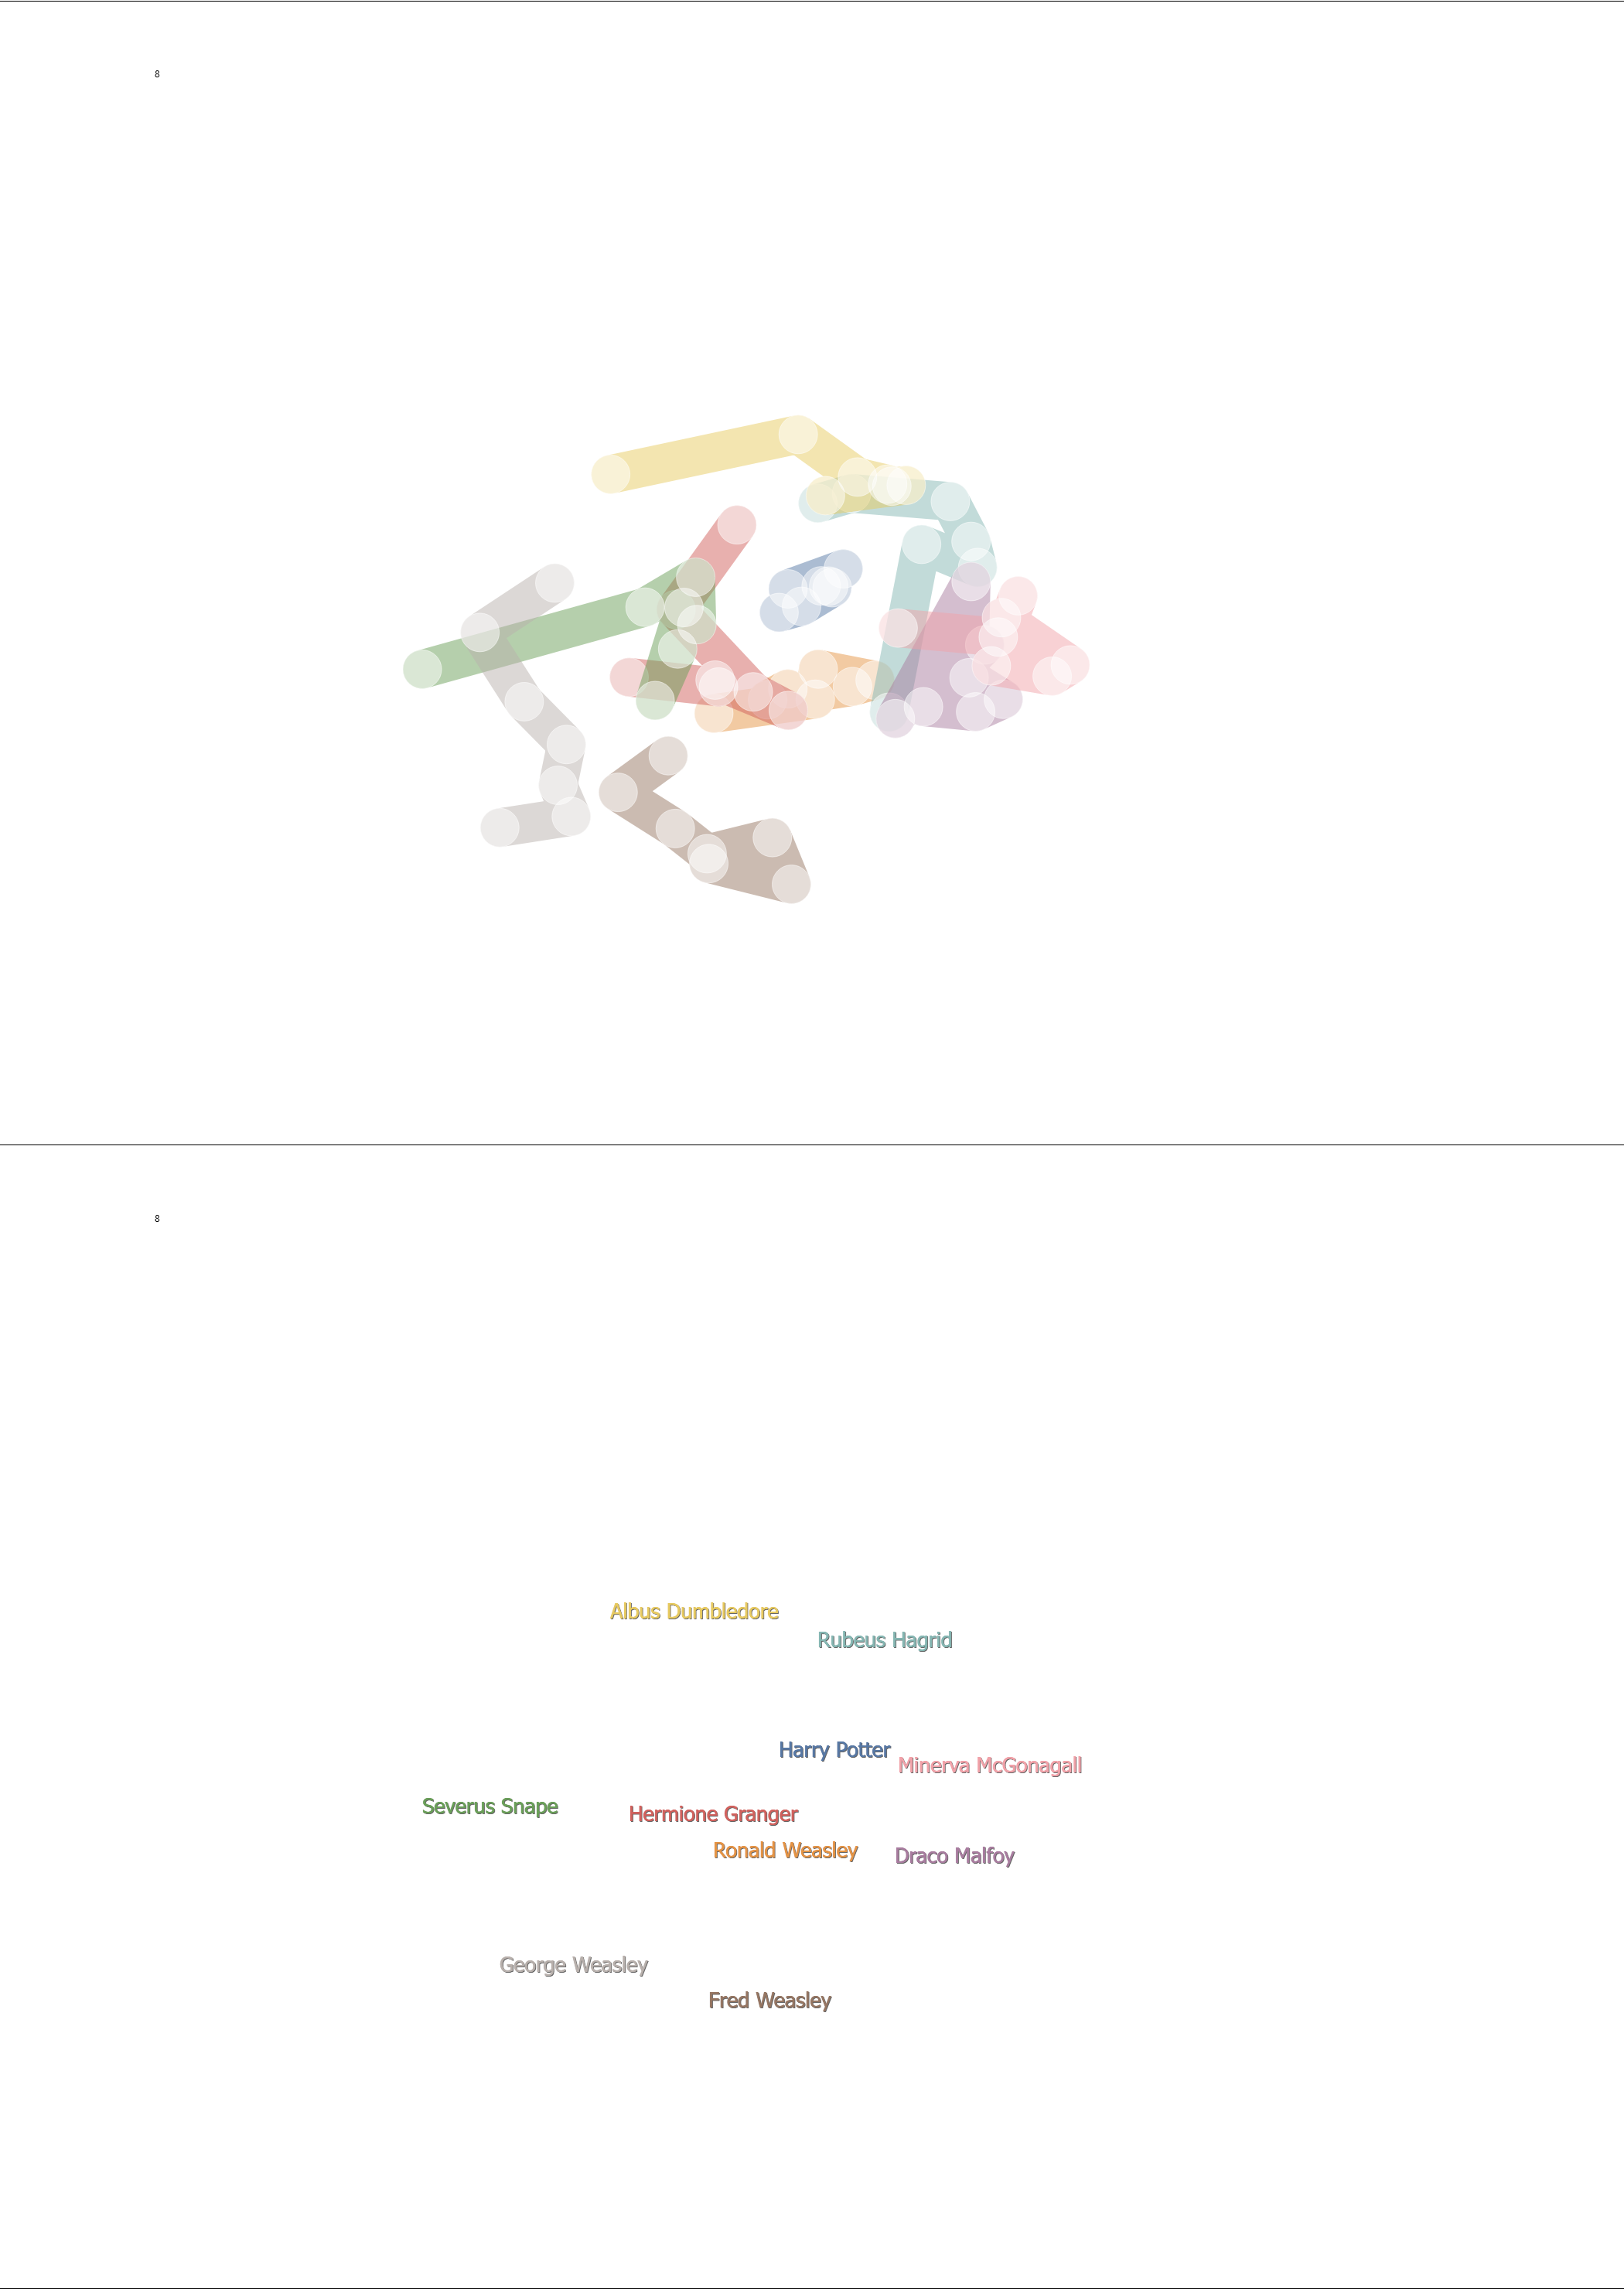 8
8
Albus Dumbledore
Rubeus Hagrid
Harry Potter
Minerva McGonagall
Severus Snape
Hermione Granger
Ronald Weasley
Draco Malfoy
George Weasley
Fred Weasley